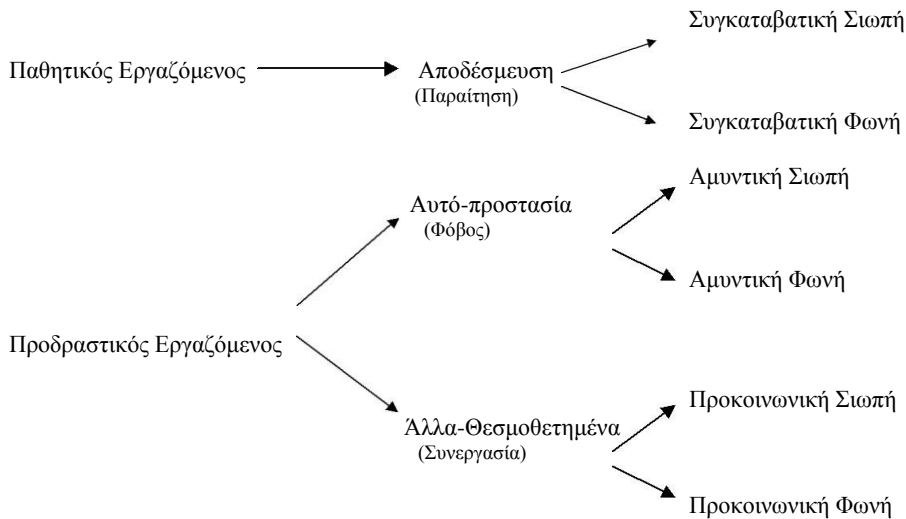 Συγκαταβατική Σιωπή
Παθητικός Εργαζόμενος
Αποδέσμευση
(Παραίτηση)
Συγκαταβατική Φωνή
Αμυντική Σιωπή
Αυτό-προστασία
(Φόβος)
Αμυντική Φωνή
Προδραστικός Εργαζόμενος
Προκοινωνική Σιωπή
Άλλα-Θεσμοθετημένα
(Συνεργασία)
Προκοινωνική Φωνή